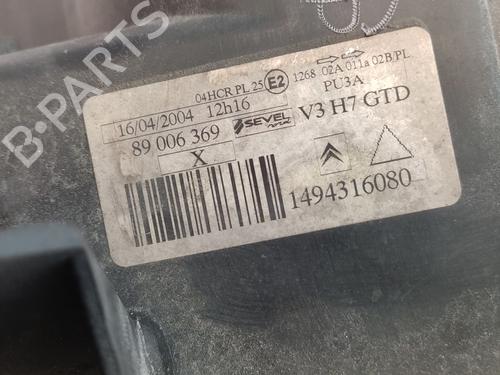 04HCR PL 25 E2 1268 02A 011a 02B/PL
PU3A
16/04/2004 12h16
89 006 369 SEVEL V3 H7 GTD
X
1494316080
B-PARTS